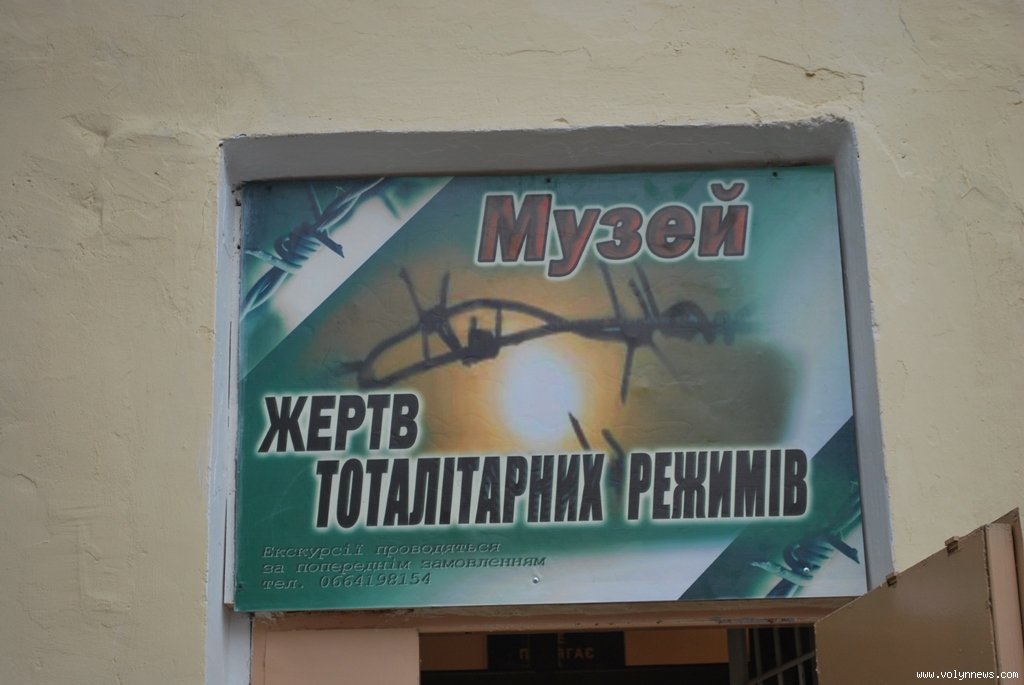 Музей
ЖЕРТВ
ТОТАЛІТАРНИХ РЕЖИМІВ
Екскурсії проводяться
за попереднім замовленням
тел. 0664198154
www.volynnews.com